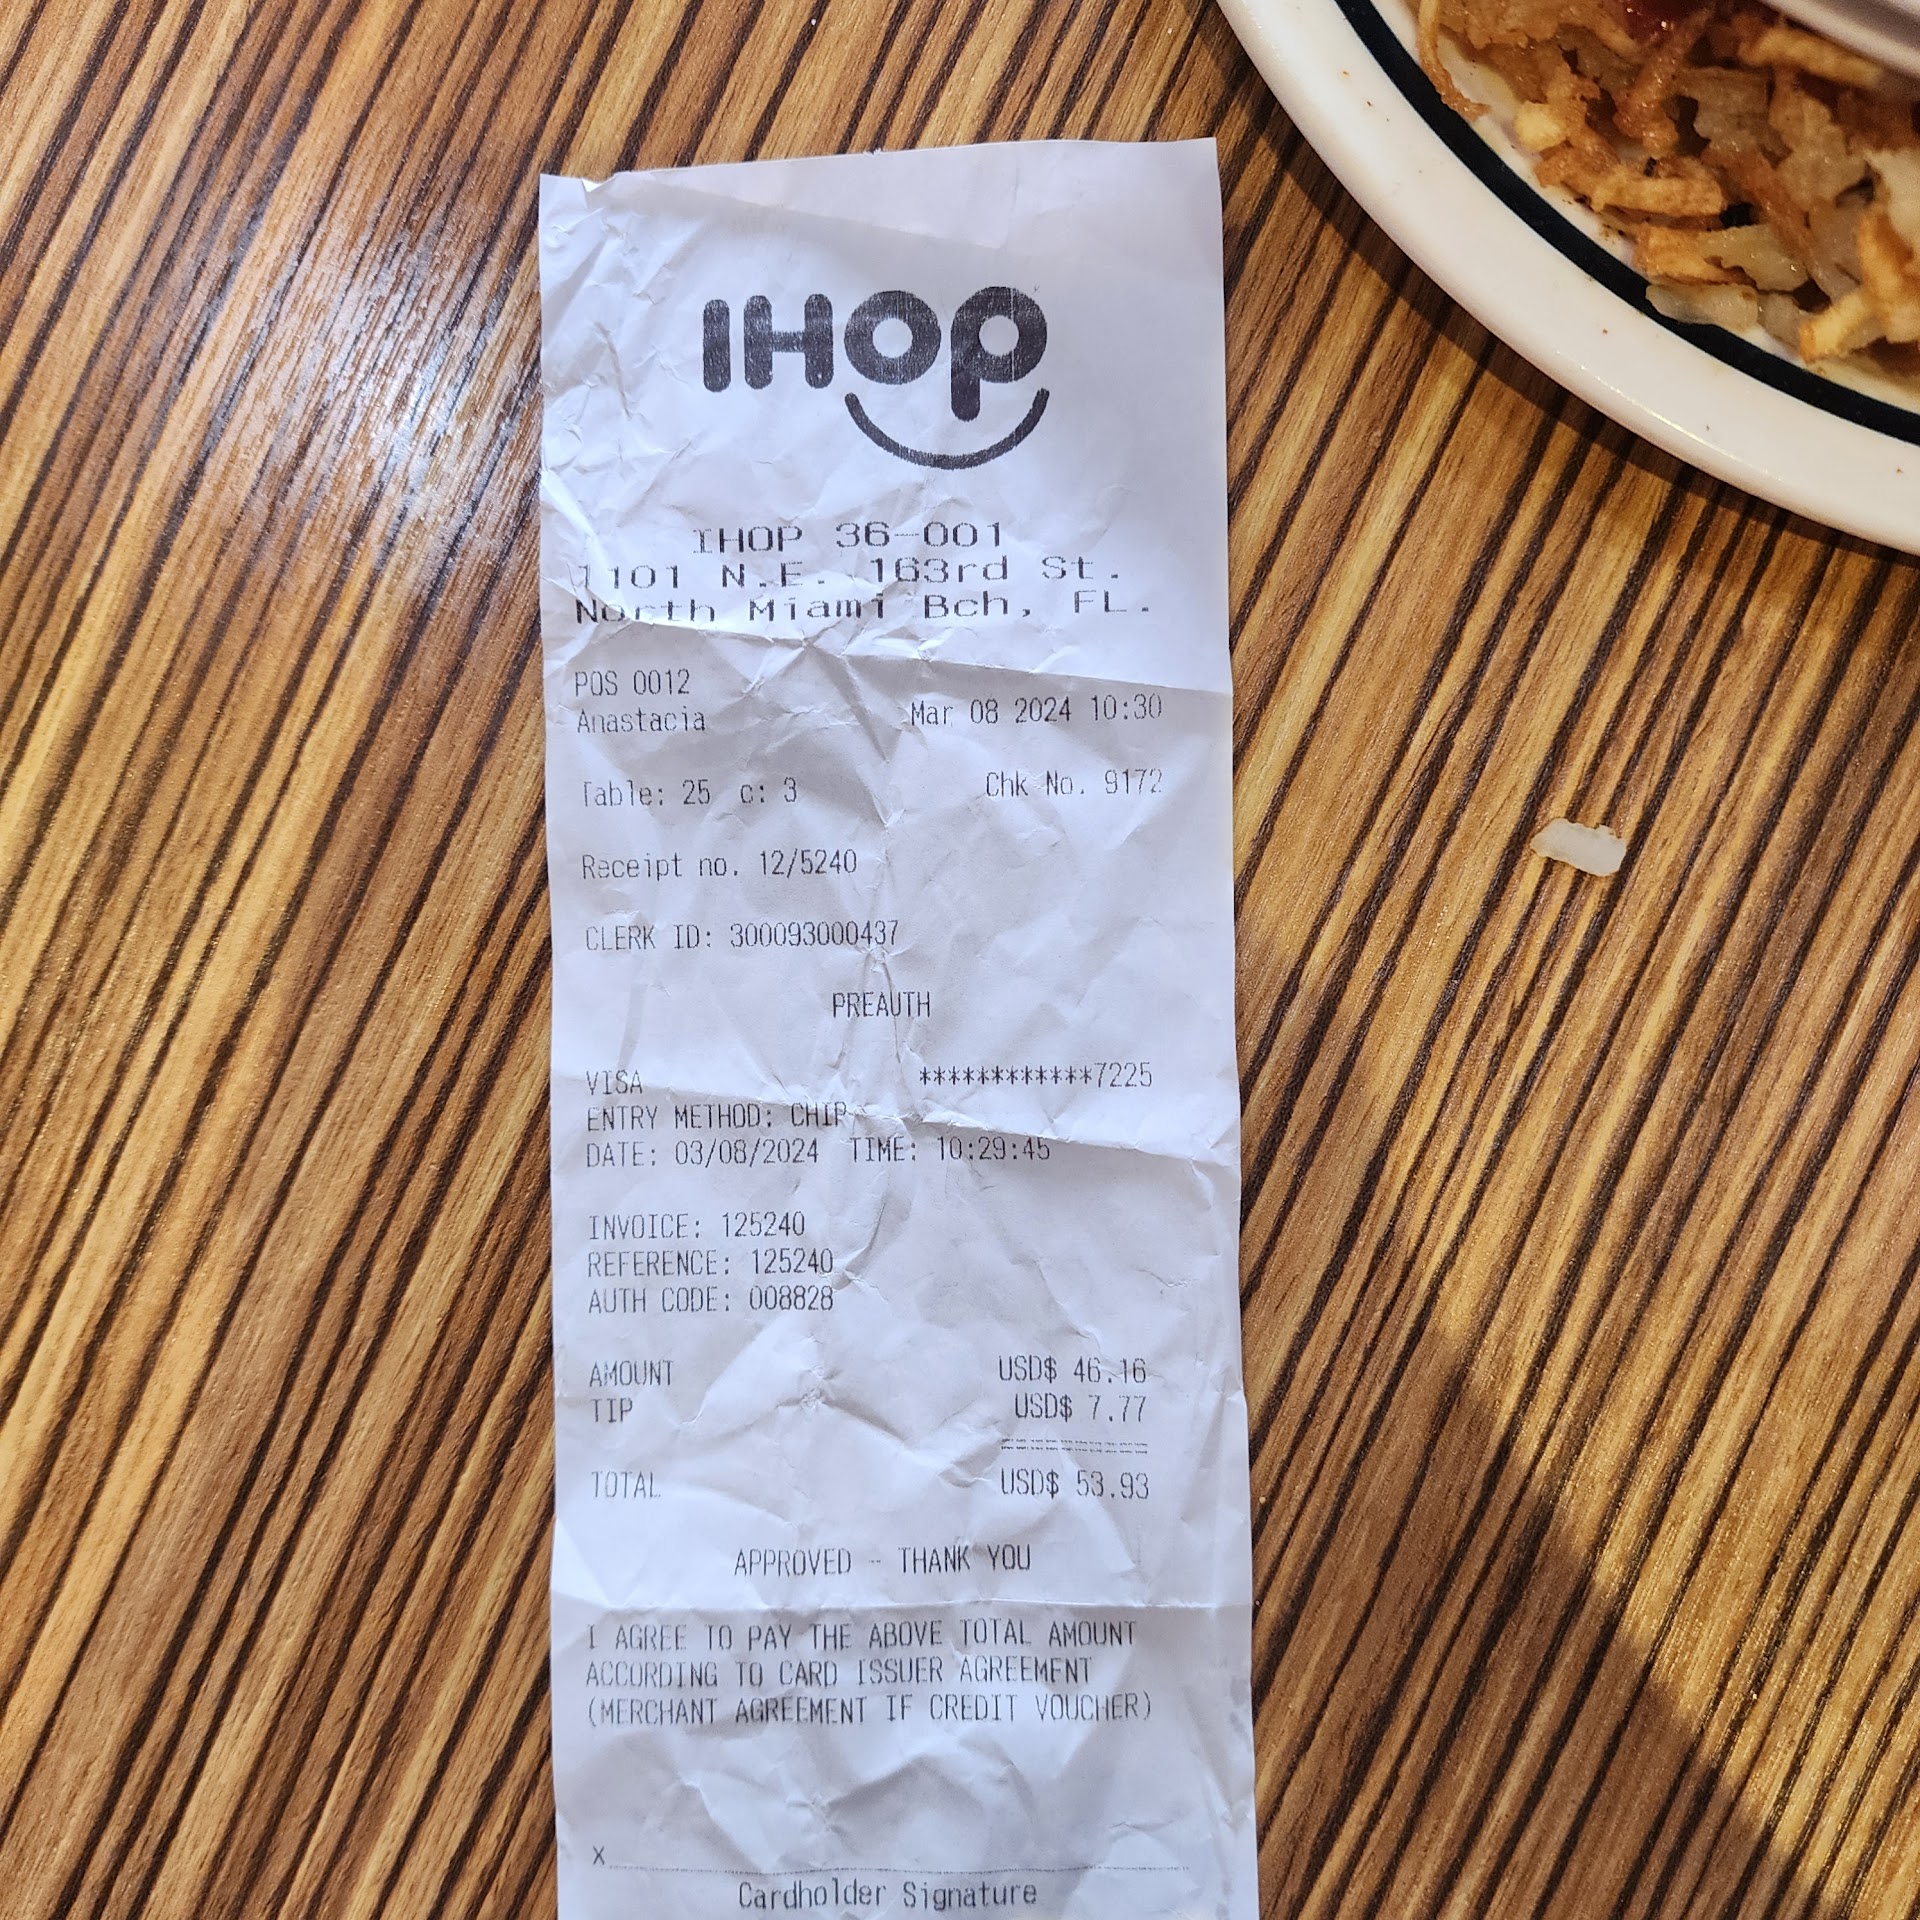 IHOP
IHOP 36-001
1101 N.E. 163rd St.
North Miami Bch, FL.
POS 0012
Anastacia Mar 08 2024 10:30
Table: 25 c: 3 Chk No. 9172
Receipt no. 12/5240
CLERK ID: 300093000437
PREAUTH
VISA ************7225
ENTRY METHOD: CHIP
DATE: 03/08/2024 TIME: 10:29:45
INVOICE: 125240
REFERENCE: 125240
AUTH CODE: 008828
AMOUNT USD$ 46.16
TIP USD$ 7.77
==========
TOTAL USD$ 53.93
APPROVED - THANK YOU
I AGREE TO PAY THE ABOVE TOTAL AMOUNT
ACCORDING TO CARD ISSUER AGREEMENT
(MERCHANT AGREEMENT IF CREDIT VOUCHER)
X
Cardholder Signature